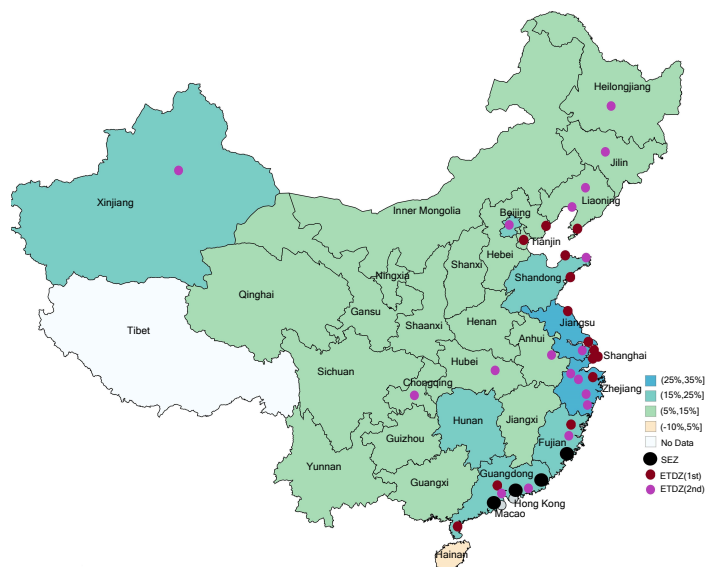 Heilongjiang
Jilin
Liaoning
Xinjiang
Inner Mongolia
Beijing
Tianjin
Hebei
Shanxi
Ningxia
Shandong
Qinghai
Gansu
Shaanxi
Henan
Jiangsu
Tibet
Anhui
Shanghai
Sichuan
Hubei
Chongqing
Zhejiang
Hunan
Jiangxi
Guizhou
Fujian
Yunnan
Guangxi
Guangdong
Hong Kong
Macao
Hainan
(25%,35%]
(15%,25%]
(5%,15%]
(-10%,5%]
No Data
SEZ
ETDZ(1st)
ETDZ(2nd)